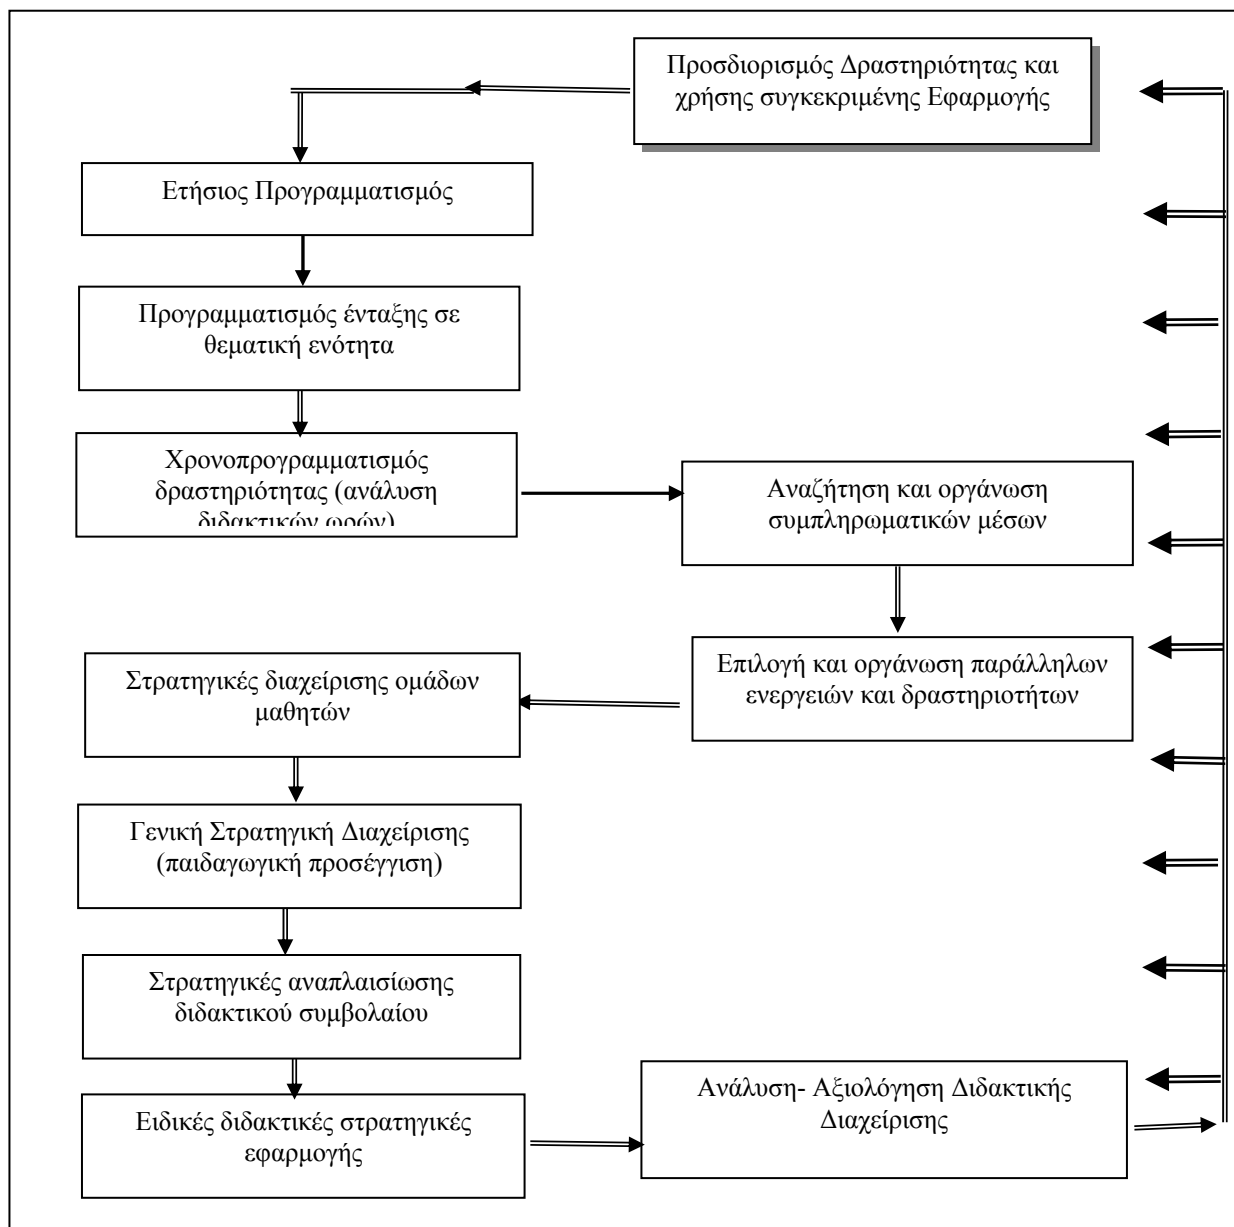 Προσδιορισμός Δραστηριότητας και
χρήσης συγκεκριμένης Εφαρμογής
Ετήσιος Προγραμματισμός
Προγραμματισμός ένταξης σε
θεματική ενότητα
Χρονοπρογραμματισμός
δραστηριότητας (ανάλυση
διδακτικών ωρών)
Αναζήτηση και οργάνωση
συμπληρωματικών μέσων
Επιλογή και οργάνωση παράλληλων
ενεργειών και δραστηριοτήτων
Στρατηγικές διαχείρισης ομάδων
μαθητών
Γενική Στρατηγική Διαχείρισης
(παιδαγωγική προσέγγιση)
Στρατηγικές αναπλαισίωσης
διδακτικού συμβολαίου
Ειδικές διδακτικές στρατηγικές
εφαρμογής
Ανάλυση- Αξιολόγηση Διδακτικής
Διαχείρισης